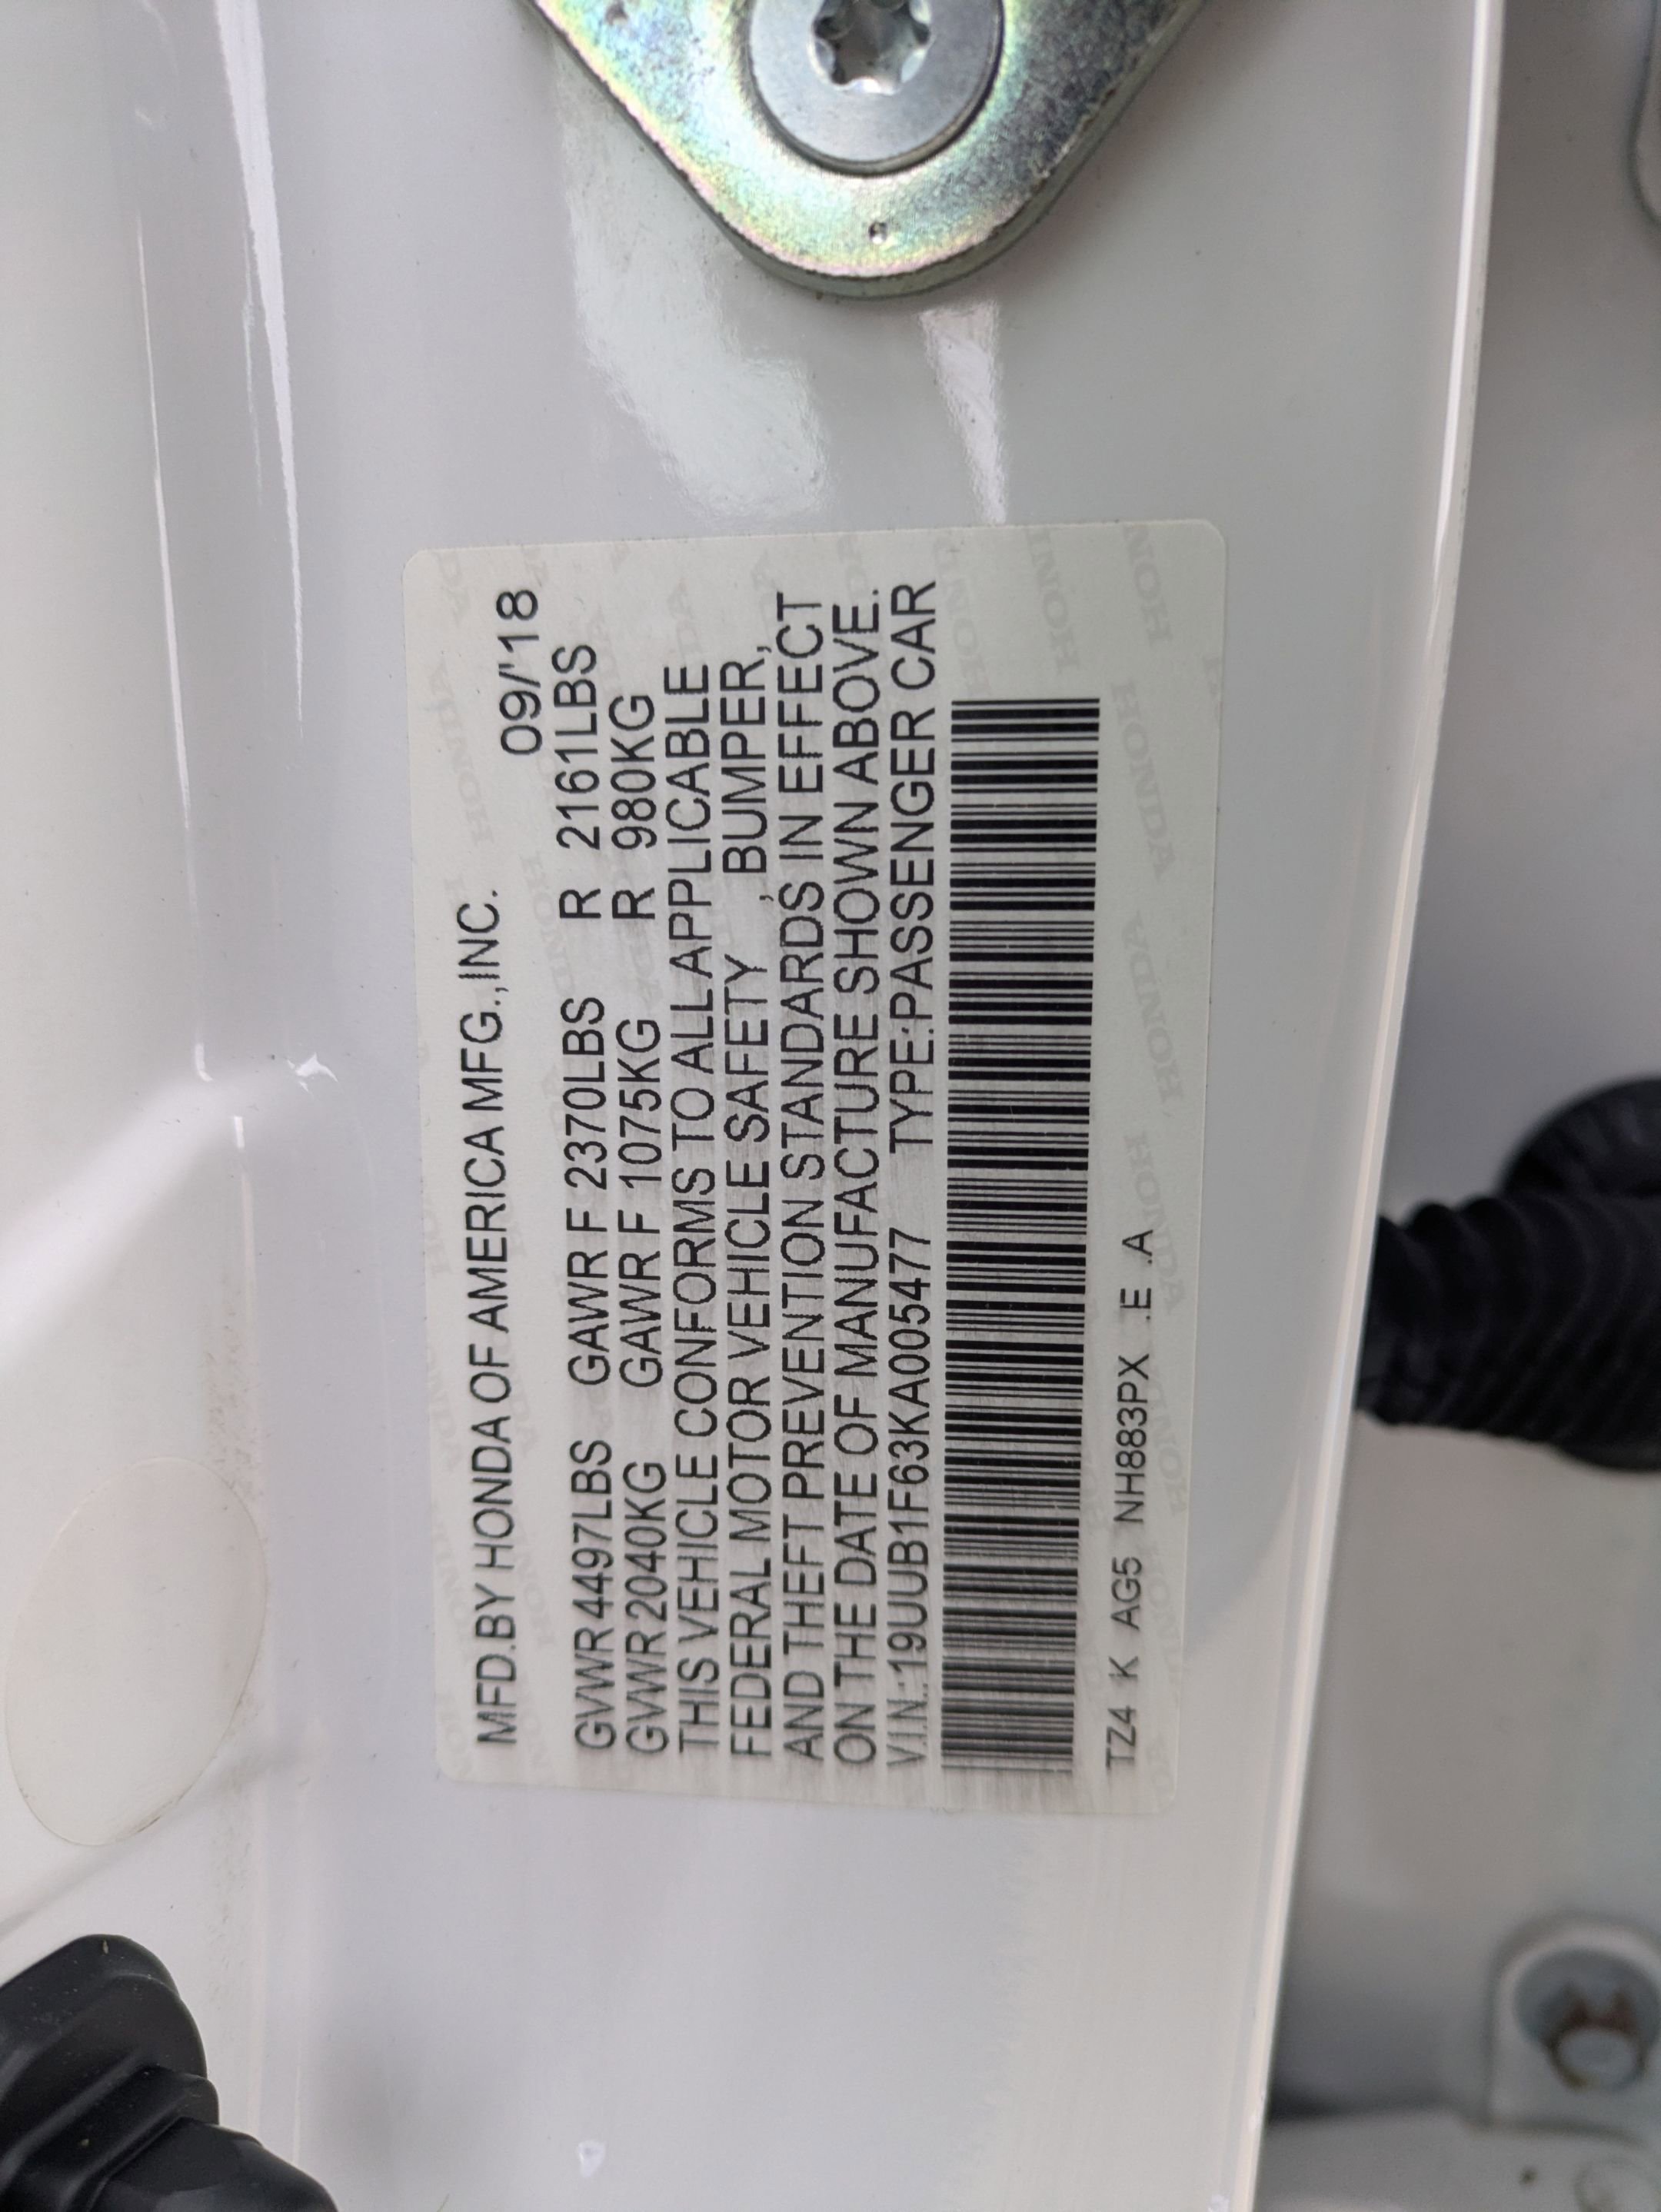 MFD.BY HONDA OF AMERICA MFG.,INC.
09/'18
GVWR 4497LBS GAWR F 2370LBS R 2161LBS
GVWR 2040KG GAWR F 1075KG R 980KG
THIS VEHICLE CONFORMS TO ALL APPLICABLE
FEDERAL MOTOR VEHICLE SAFETY , BUMPER,
AND THEFT PREVENTION STANDARDS IN EFFECT
ON THE DATE OF MANUFACTURE SHOWN ABOVE.
V.I.N.:19UUB1F63KA005477 TYPE:PASSENGER CAR
TZ4 K AG5 NH883PX .E .A